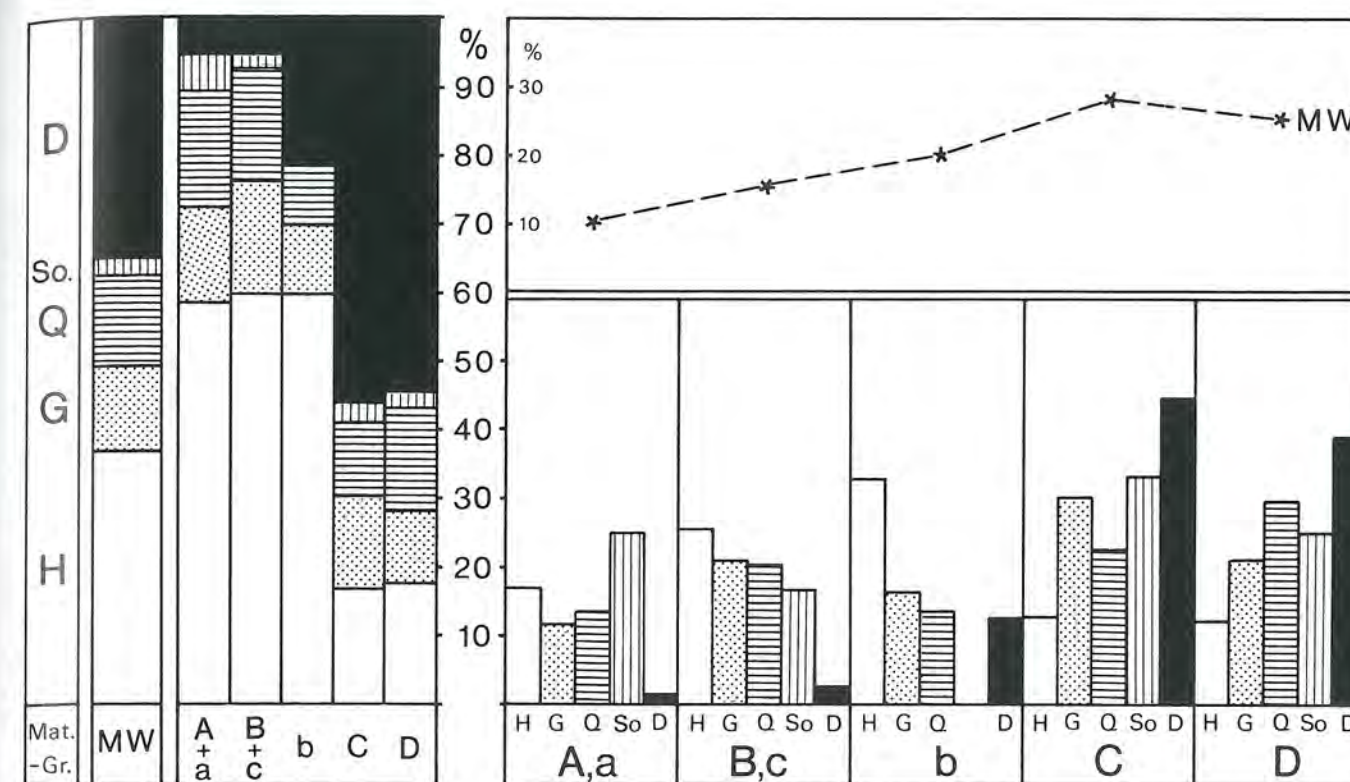 D
So.
Q
G
H
Mat.
-Gr.
MW
A
+
a
B
+
c
b
C
D
%
90
80
70
60
50
40
30
20
10
%
30
20
10
MW
H G Q So D
A,a
H G Q So D
B,c
H G Q D
b
H G Q So D
C
H G Q So D
D